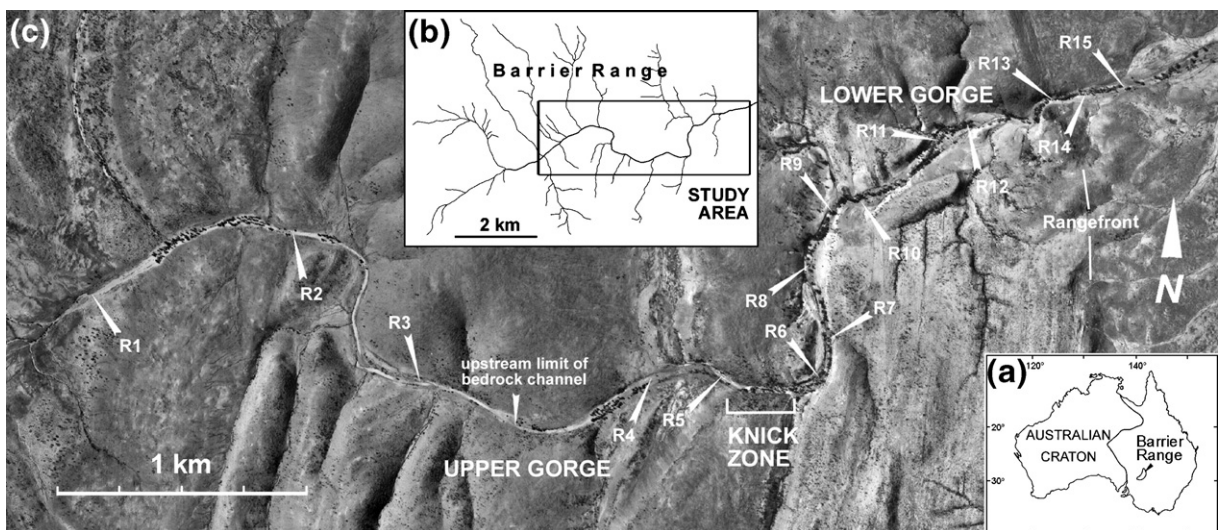 (c)
(b)
Barrier Range
STUDY
AREA
2 km
R15
R13
LOWER GORGE
R11
R14
R9
R12
Rangefront
R10
N
R8
R7
R2
R1
R3
R6
upstream limit of
bedrock channel
R5
R4
KNICK
ZONE
UPPER GORGE
1 km
(a)
120°
140°
20°
30°
AUSTRALIAN
CRATON
Barrier
Range